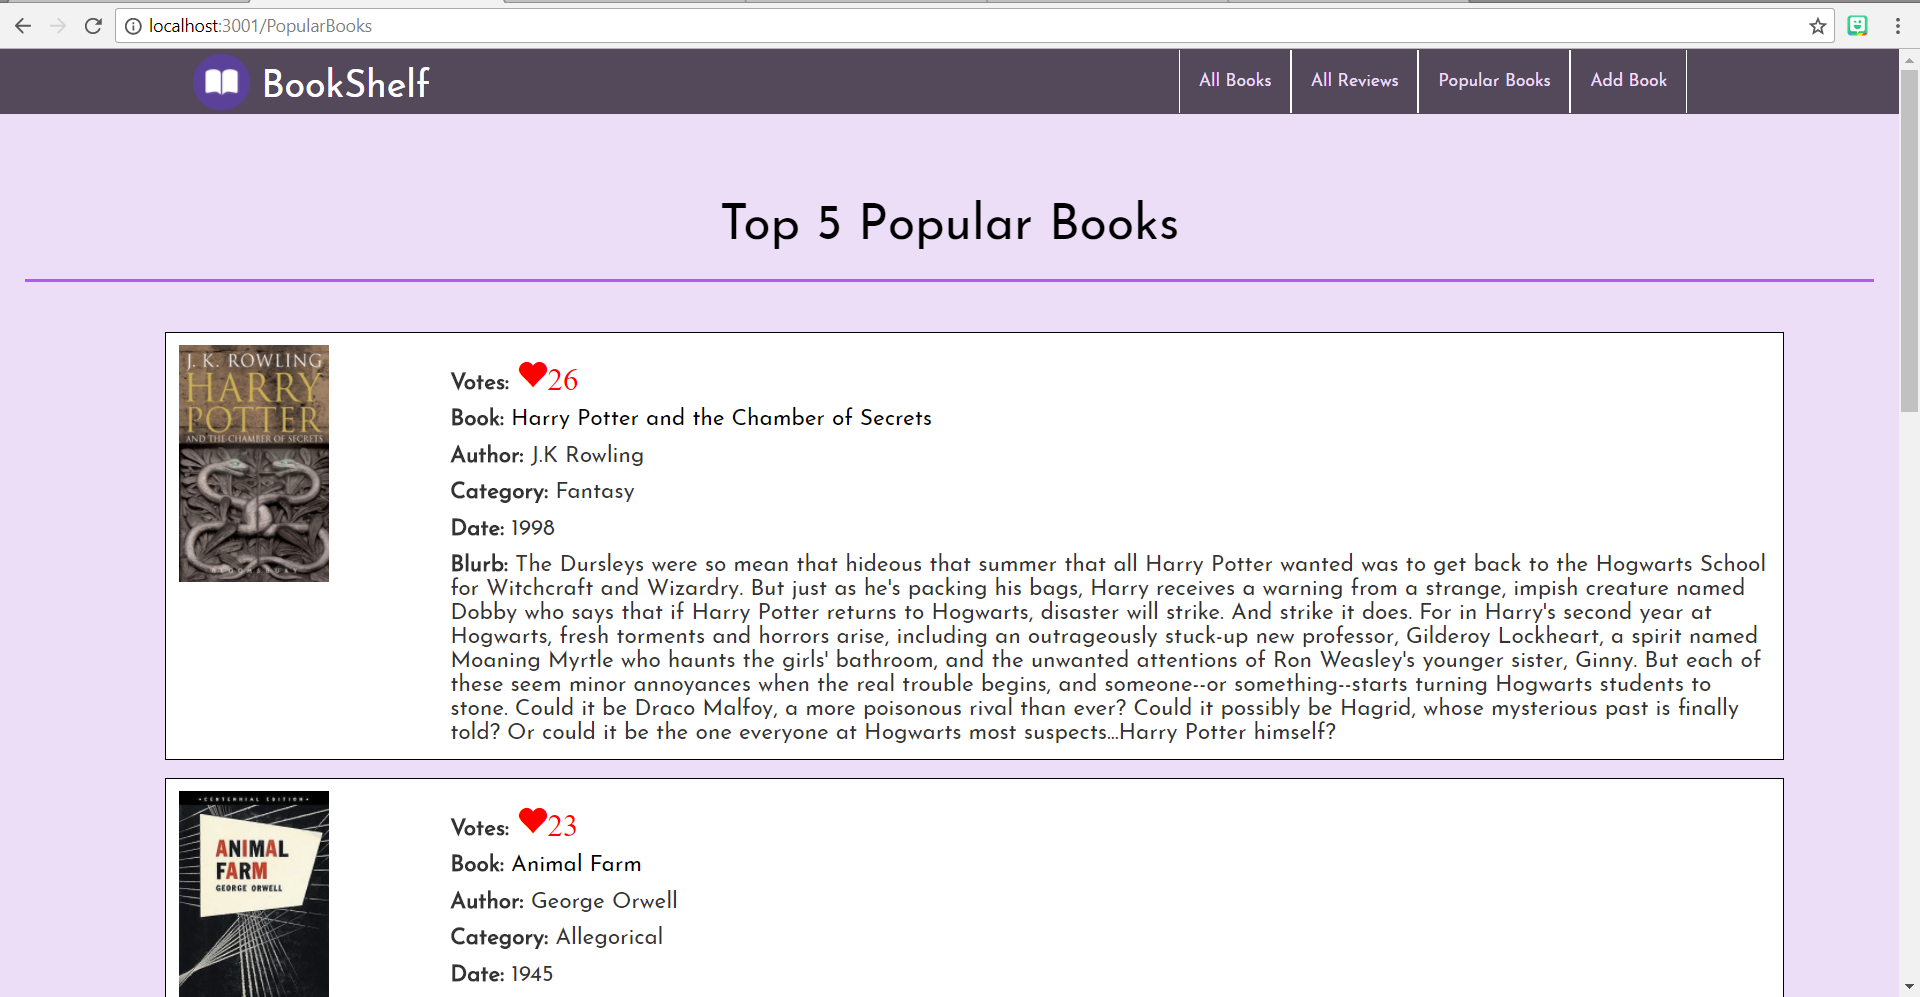 localhost:3001/PopularBooks
BookShelf
All Books
All Reviews
Popular Books
Add Book
Top 5 Popular Books
J. K. ROWLING
HARRY
POTTER
AND THE CHAMBER OF SECRETS
BLOOMSBURY
Votes: 26
Book: Harry Potter and the Chamber of Secrets
Author: J.K Rowling
Category: Fantasy
Date: 1998
Blurb: The Dursleys were so mean that hideous that summer that all Harry Potter wanted was to get back to the Hogwarts School
for Witchcraft and Wizardry. But just as he's packing his bags, Harry receives a warning from a strange, impish creature named
Dobby who says that if Harry Potter returns to Hogwarts, disaster will strike. And strike it does. For in Harry's second year at
Hogwarts, fresh torments and horrors arise, including an outrageously stuck-up new professor, Gilderoy Lockheart, a spirit named
Moaning Myrtle who haunts the girls' bathroom, and the unwanted attentions of Ron Weasley's younger sister, Ginny. But each of
these seem minor annoyances when the real trouble begins, and someone--or something--starts turning Hogwarts students to
stone. Could it be Draco Malfoy, a more poisonous rival than ever? Could it possibly be Hagrid, whose mysterious past is finally
told? Or could it be the one everyone at Hogwarts most suspects...Harry Potter himself?
•CENTENNIAL EDITION•
ANIMAL
FARM
GEORGE ORWELL
Votes: 23
Book: Animal Farm
Author: George Orwell
Category: Allegorical
Date: 1945